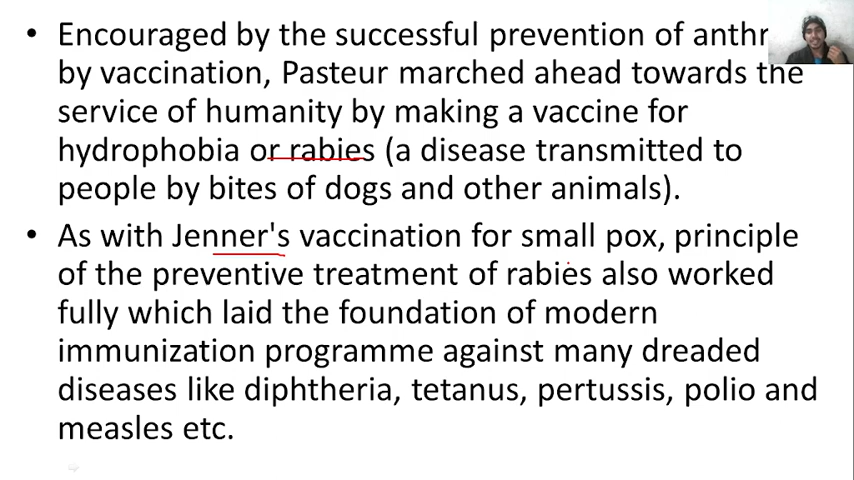 • Encouraged by the successful prevention of
by vaccination, Pasteur marched ahead towards the
service of humanity by making a vaccine for
hydrophobia or rabies (a disease transmitted to
people by bites of dogs and other animals).
• As with Jenner's vaccination for small pox, principle
of the preventive treatment of rabies also worked
fully which laid the foundation of modern
immunization programme against many dreaded
diseases like diphtheria, tetanus, pertussis, polio and
measles etc.